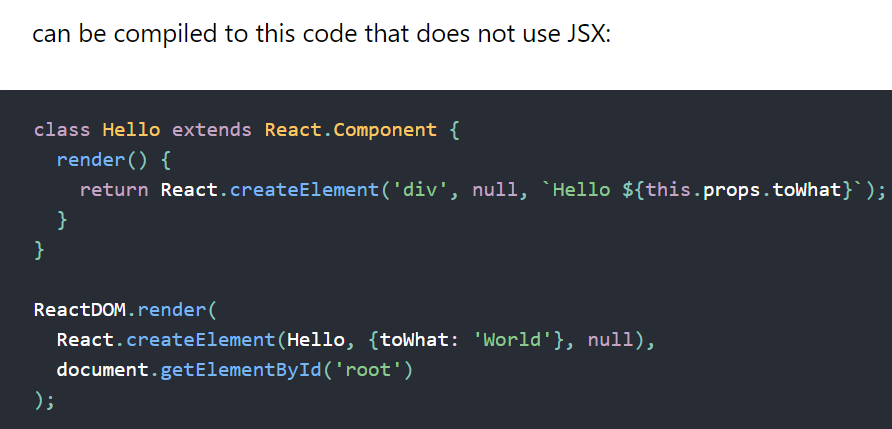 can be compiled to this code that does not use JSX:
class Hello extends React.Component {
  render() {
    return React.createElement('div', null, `Hello ${this.props.toWhat}`);
  }
}
ReactDOM.render(
  React.createElement(Hello, {toWhat: 'World'}, null),
  document.getElementById('root')
);